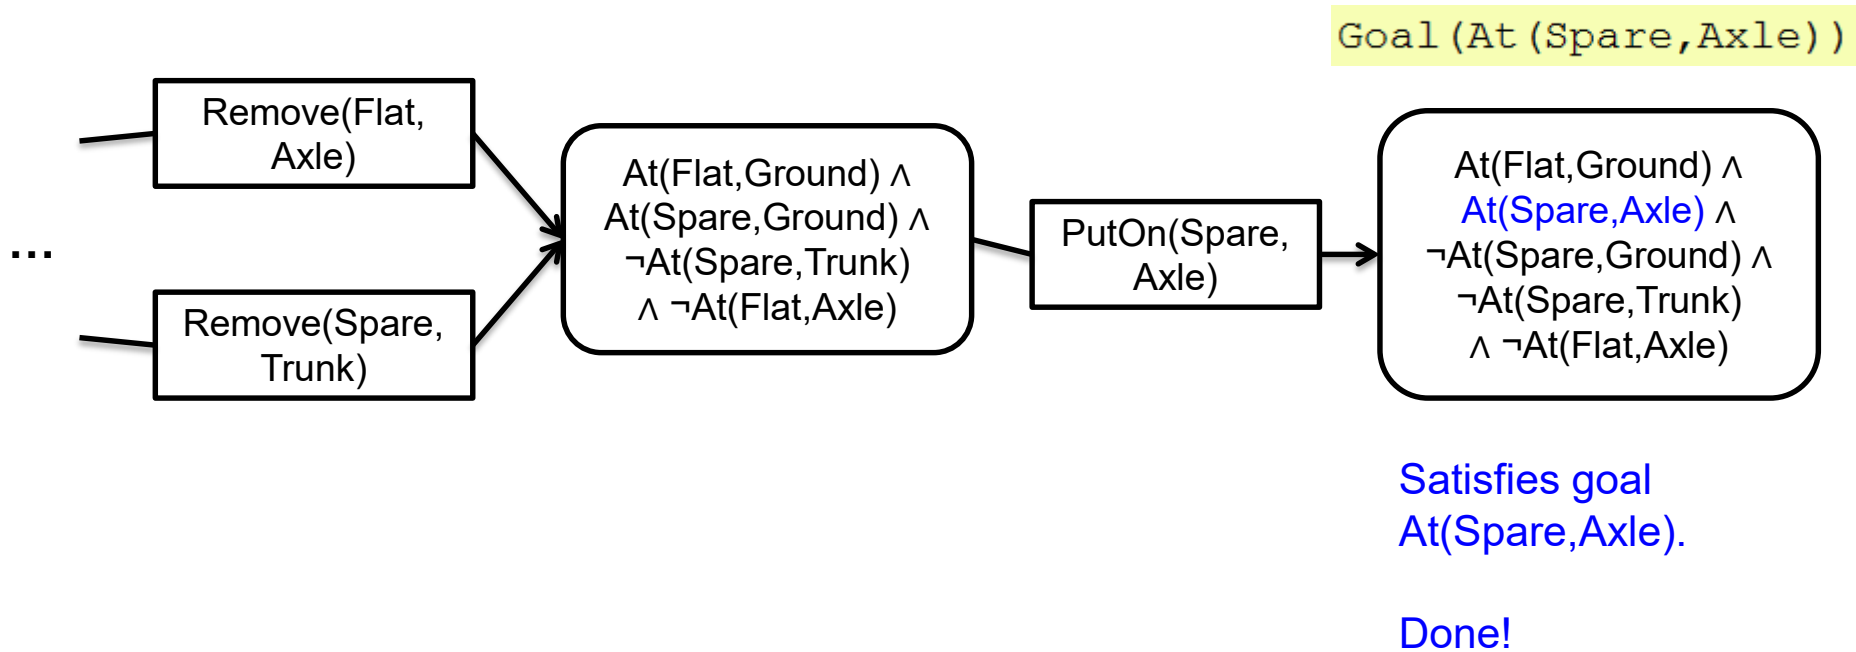 Goal(At(Spare,Axle))
Remove(Flat,
Axle)
...
Remove(Spare,
Trunk)
At(Flat,Ground) ∧
At(Spare,Ground) ∧
¬At(Spare,Trunk)
∧ ¬At(Flat,Axle)
PutOn(Spare,
Axle)
At(Flat,Ground) ∧
At(Spare,Axle) ∧
¬At(Spare,Ground) ∧
¬At(Spare,Trunk)
∧ ¬At(Flat,Axle)
Satisfies goal
At(Spare,Axle).
Done!